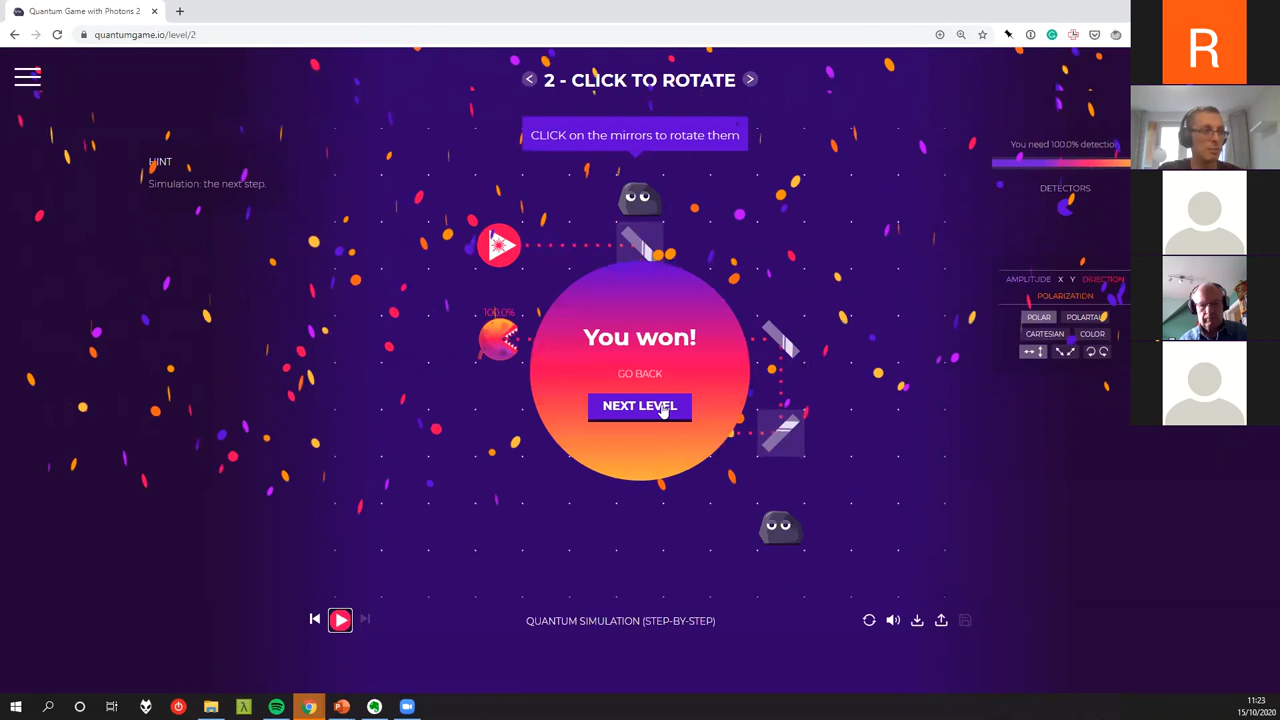 Quantum Game with Photons 2
quantumgame.io/level/2
R
2 - CLICK TO ROTATE
CLICK on the mirrors to rotate them
HINT
Simulation: the next step.
You need 100.0% detection
DETECTORS
100.0%
You won!
GO BACK
NEXT LEVEL
AMPLITUDE X Y DIRECTION
POLARIZATION
POLAR POLARTAU
CARTESIAN COLOR
QUANTUM SIMULATION (STEP-BY-STEP)
11:23
15/10/2020